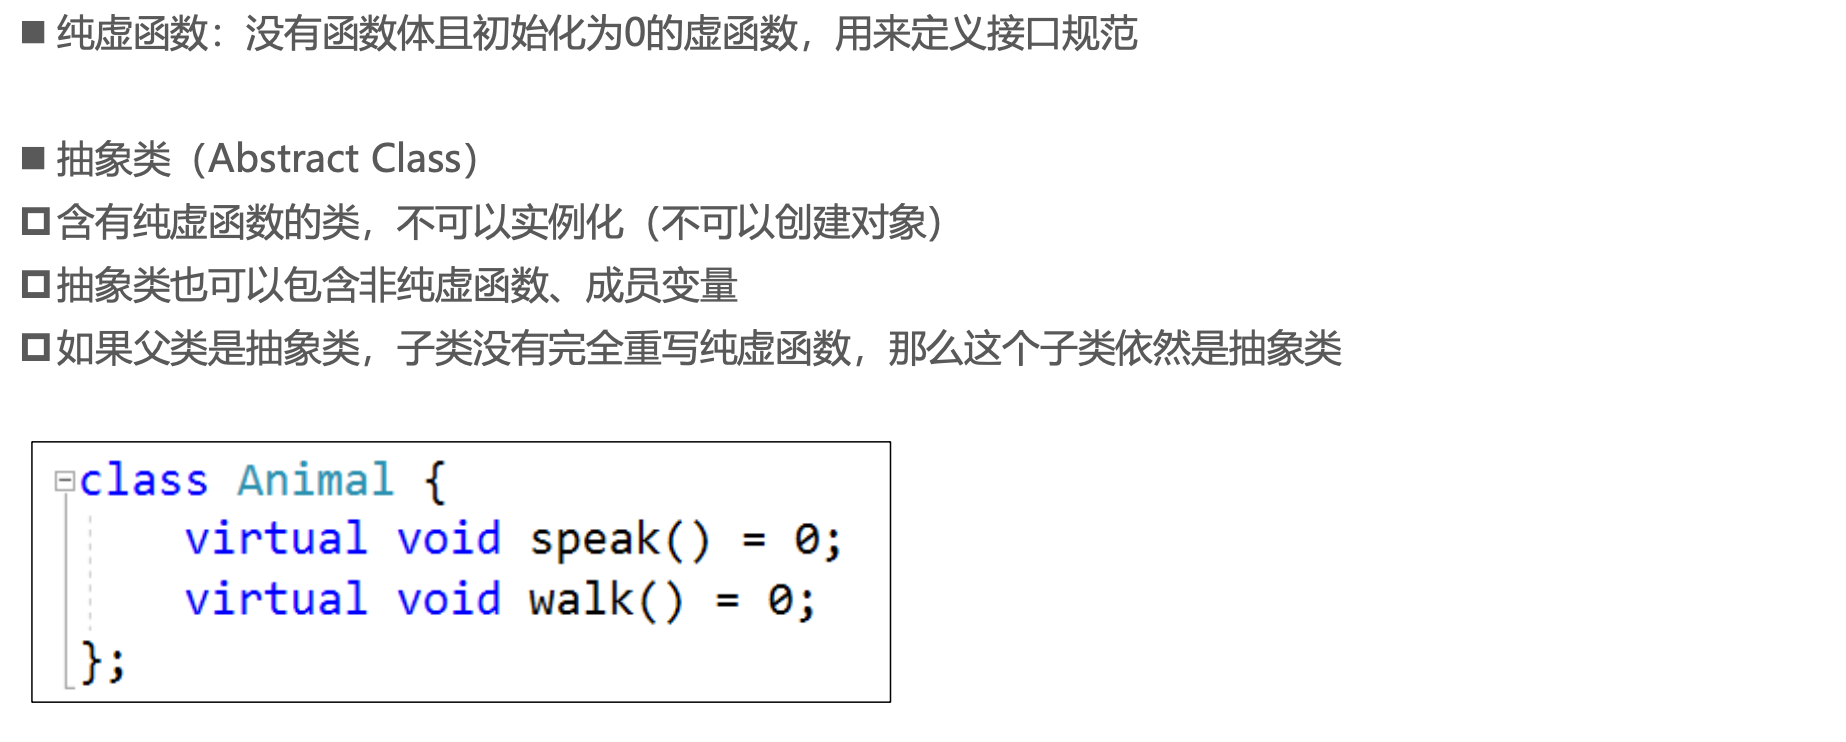 ■ 纯虚函数：没有函数体且初始化为0的虚函数，用来定义接口规范
■ 抽象类（Abstract Class）
含有纯虚函数的类，不可以实例化（不可以创建对象）
抽象类也可以包含非纯虚函数、成员变量
如果父类是抽象类，子类没有完全重写纯虚函数，那么这个子类依然是抽象类
class Animal {
    virtual void speak() = 0;
    virtual void walk() = 0;
};